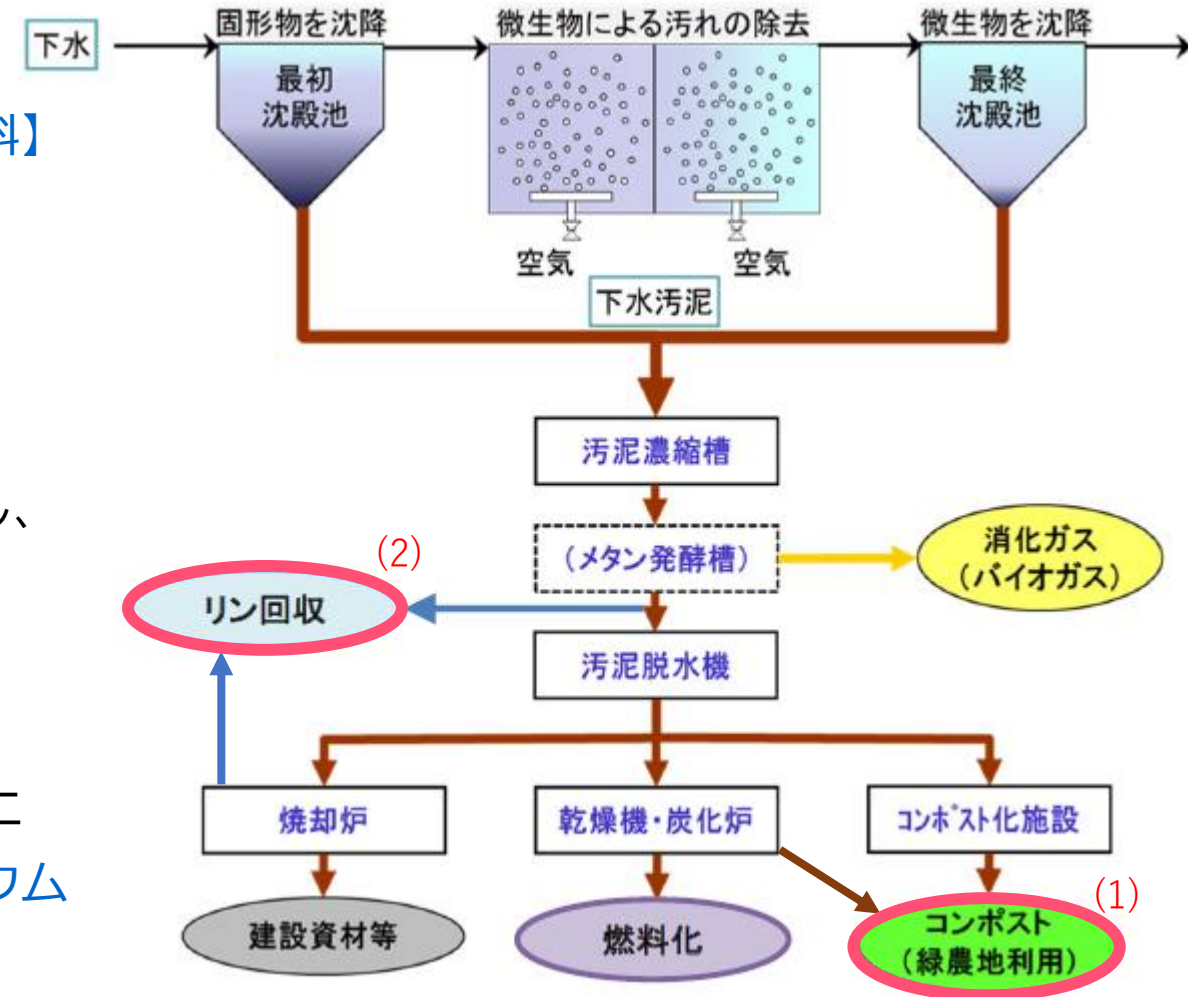 下水
固形物を沈降
微生物による汚れの除去
微生物を沈降
最初
沈殿池
最終
沈殿池
料】
空気
空気
下水汚泥
汚泥濃縮槽
ン、
(2)
(メタン発酵槽)
消化ガス
(バイオガス)
リン回収
汚泥脱水機
ニ
焼却炉
乾燥機・炭化炉
コンポスト化施設
ウム
(1)
建設資材等
燃料化
コンポスト
(緑農地利用)